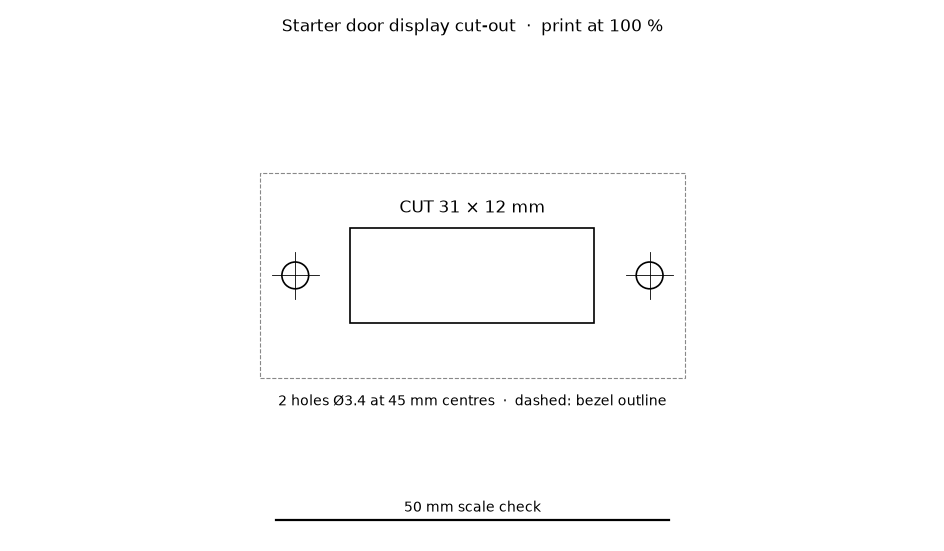 Starter door display cut-out · print at 100 %
CUT 31 × 12 mm
2 holes Ø3.4 at 45 mm centres · dashed: bezel outline
50 mm scale check